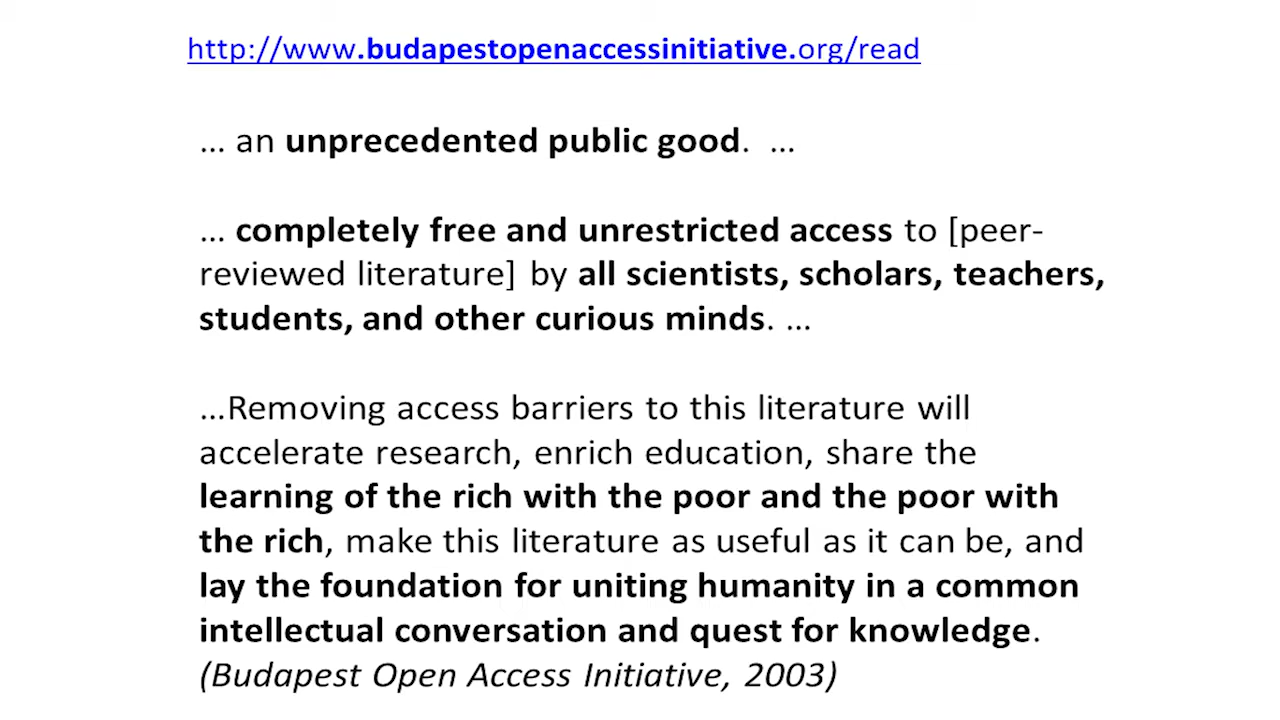 http://www.budapestopenaccessinitiative.org/read
... an unprecedented public good. ...
... completely free and unrestricted access to [peer-
reviewed literature] by all scientists, scholars, teachers,
students, and other curious minds. ...
...Removing access barriers to this literature will
accelerate research, enrich education, share the
learning of the rich with the poor and the poor with
the rich, make this literature as useful as it can be, and
lay the foundation for uniting humanity in a common
intellectual conversation and quest for knowledge.
(Budapest Open Access Initiative, 2003)